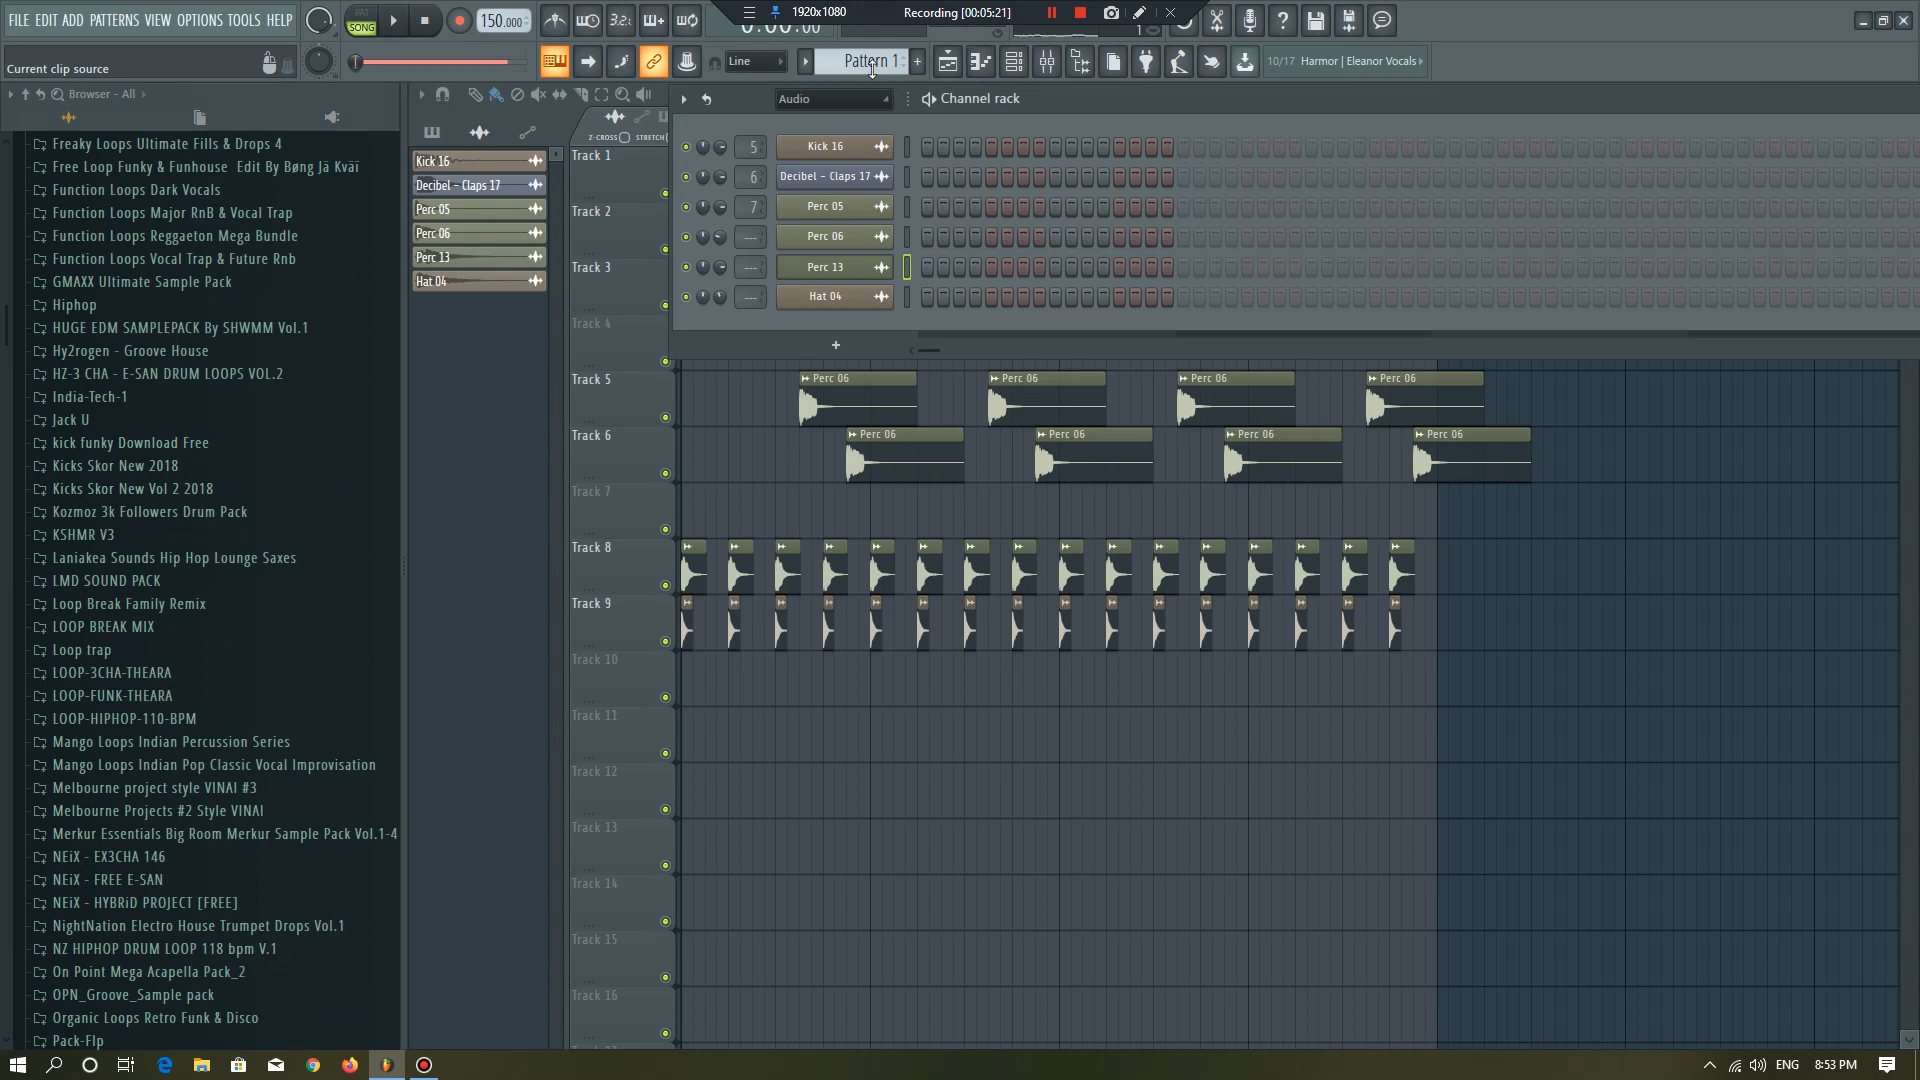 FILE EDIT ADD PATTERNS VIEW OPTIONS TOOLS HELP
PAT
SONG
150.000
3.2.
1920x1080
Recording [00:05:21]
0:00:00
1
Current clip source
Line
Pattern 1
+
10/17 Harmor | Eleanor Vocals
Browser - All
Audio
Channel rack
Z-CROSS
STRETCH
Freaky Loops Ultimate Fills & Drops 4
Free Loop Funky & Funhouse Edit By Bøng Jä Kväï
Function Loops Dark Vocals
Function Loops Major RnB & Vocal Trap
Function Loops Reggaeton Mega Bundle
Function Loops Vocal Trap & Future Rnb
GMAXX Ultimate Sample Pack
Hiphop
HUGE EDM SAMPLEPACK By SHWMM Vol.1
Hy2rogen - Groove House
HZ-3 CHA - E-SAN DRUM LOOPS VOL.2
India-Tech-1
Jack U
kick funky Download Free
Kicks Skor New 2018
Kicks Skor New Vol 2 2018
Kozmoz 3k Followers Drum Pack
KSHMR V3
Laniakea Sounds Hip Hop Lounge Saxes
LMD SOUND PACK
Loop Break Family Remix
LOOP BREAK MIX
Loop trap
LOOP-3CHA-THEARA
LOOP-FUNK-THEARA
LOOP-HIPHOP-110-BPM
Mango Loops Indian Percussion Series
Mango Loops Indian Pop Classic Vocal Improvisation
Melbourne project style VINAI #3
Melbourne Projects #2 Style VINAI
Merkur Essentials Big Room Merkur Sample Pack Vol.1-4
NEiX - EX3CHA 146
NEiX - FREE E-SAN
NEiX - HYBRiD PROJECT [FREE]
NightNation Electro House Trumpet Drops Vol.1
NZ HIPHOP DRUM LOOP 118 bpm V.1
On Point Mega Acapella Pack_2
OPN_Groove_Sample pack
Organic Loops Retro Funk & Disco
Pack-Flp
Kick 16
Decibel - Claps 17
Perc 05
Perc 06
Perc 13
Hat 04
5 Kick 16
6 Decibel - Claps 17
7 Perc 05
--- Perc 06
--- Perc 13
--- Hat 04
+
Track 1
Track 2
Track 3
Track 4
Track 5
Perc 06 Perc 06 Perc 06 Perc 06
Track 6
Perc 06 Perc 06 Perc 06 Perc 06
Track 7
Track 8
Track 9
Track 10
Track 11
Track 12
Track 13
Track 14
Track 15
Track 16
ENG
8:53 PM